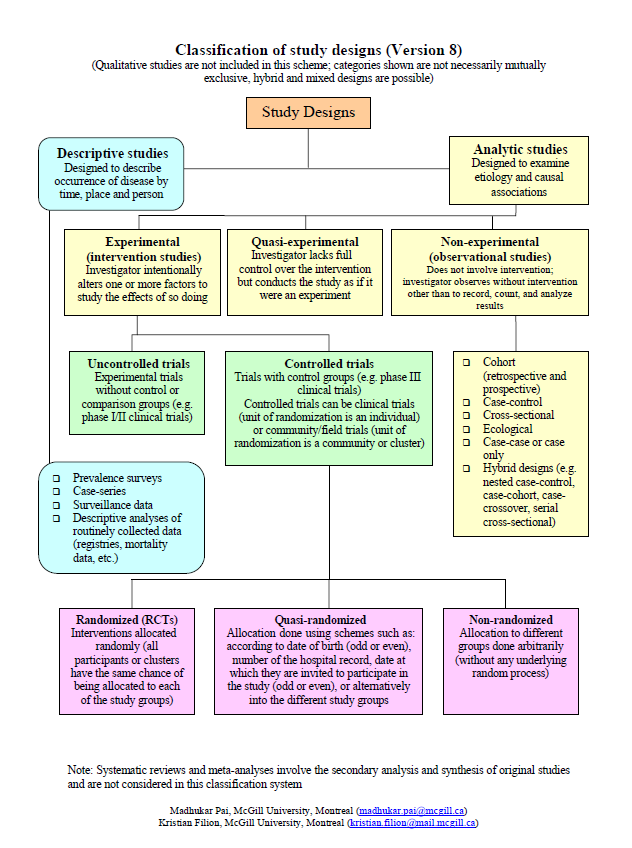 Classification of study designs (Version 8)
(Qualitative studies are not included in this scheme; categories shown are not necessarily mutually
exclusive, hybrid and mixed designs are possible)
Study Designs
Descriptive studies
Designed to describe
occurrence of disease by
time, place and person
Analytic studies
Designed to examine
etiology and causal
associations
Experimental
(intervention studies)
Investigator intentionally
alters one or more factors to
study the effects of so doing
Quasi-experimental
Investigator lacks full
control over the intervention
but conducts the study as if it
were an experiment
Non-experimental
(observational studies)
Does not involve intervention;
investigator observes without intervention
other than to record, count, and analyze
results
Uncontrolled trials
Experimental trials
without control or
comparison groups (e.g.
phase I/II clinical trials)
Controlled trials
Trials with control groups (e.g. phase III
clinical trials)
Controlled trials can be clinical trials
(unit of randomization is an individual)
or community/field trials (unit of
randomization is a community or cluster)
❑ Cohort
(retrospective and
prospective)
❑ Case-control
❑ Cross-sectional
❑ Ecological
❑ Case-case or case
only
❑ Hybrid designs (e.g.
nested case-control,
case-cohort, case-
crossover, serial
cross-sectional)
❑ Prevalence surveys
❑ Case-series
❑ Surveillance data
❑ Descriptive analyses of
routinely collected data
(registries, mortality
data, etc.)
Randomized (RCTs)
Interventions allocated
randomly (all
participants or clusters
have the same chance of
being allocated to each
of the study groups)
Quasi-randomized
Allocation done using schemes such as:
according to date of birth (odd or even),
number of the hospital record, date at
which they are invited to participate in
the study (odd or even), or alternatively
into the different study groups
Non-randomized
Allocation to different
groups done arbitrarily
(without any underlying
random process)
Note: Systematic reviews and meta-analyses involve the secondary analysis and synthesis of original studies
and are not considered in this classification system
Madhukar Pai, McGill University, Montreal (madhukar.pai@mcgill.ca)
Kristian Filion, McGill University, Montreal (kristian.filion@mail.mcgill.ca)